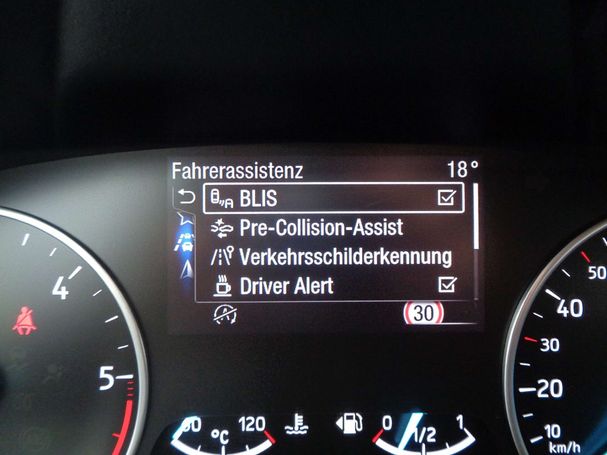 Fahrerassistenz 18°
BLIS
Pre-Collision-Assist
Verkehrsschilderkennung
Driver Alert
30
4
5
50
40
30
20
10
km/h
120
°C
0 1/2 1